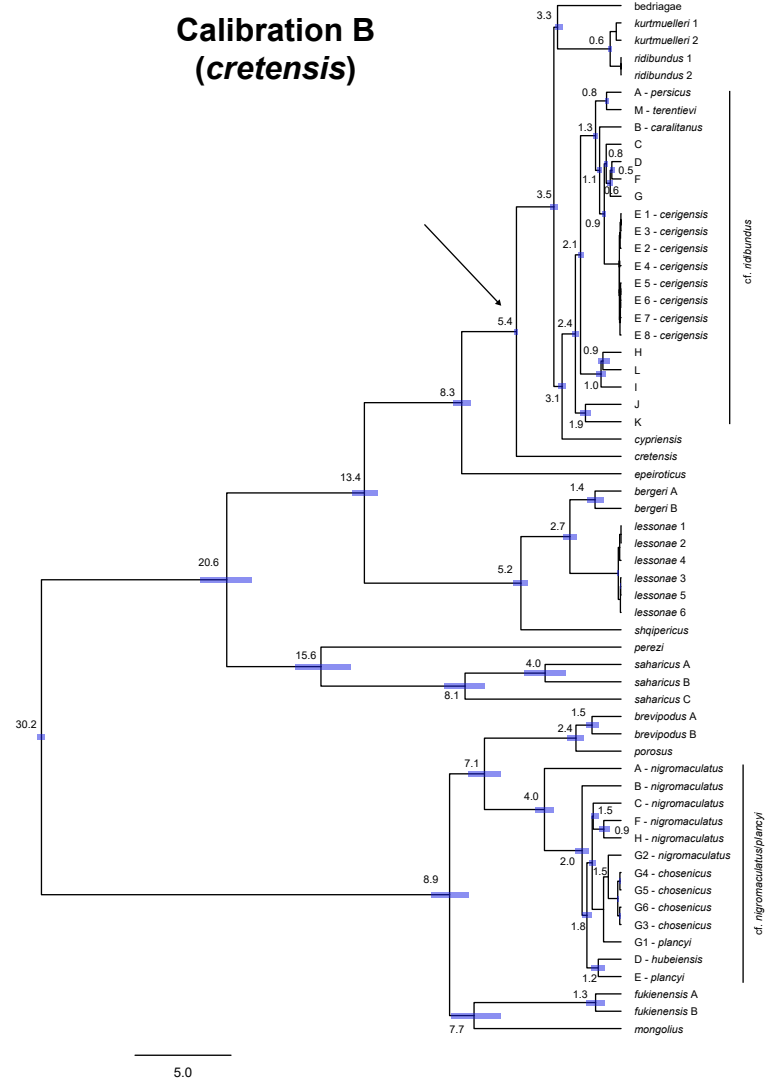 Calibration B
(cretensis)
bedriagae
3.3
kurtmuelleri 1
0.6
kurtmuelleri 2
ridibundus 1
ridibundus 2
0.8
A - persicus
M - terentievi
1.3
B - caralitanus
C
0.8
D
0.5
1.1
F
0.6
G
3.5
E 1 - cerigensis
0.9
E 3 - cerigensis
2.1
E 2 - cerigensis
E 4 - cerigensis
E 5 - cerigensis
E 6 - cerigensis
5.4
2.4
E 7 - cerigensis
E 8 - cerigensis
0.9
H
L
1.0
I
8.3
3.1
J
1.9
K
cf. ridibundus
cypriensis
cretensis
epeiroticus
13.4
1.4
bergeri A
bergeri B
2.7
lessonae 1
lessonae 2
lessonae 4
20.6
5.2
lessonae 3
lessonae 5
lessonae 6
shqipericus
15.6
perezi
4.0
saharicus A
saharicus B
8.1
saharicus C
30.2
1.5
brevipodus A
2.4
brevipodus B
porosus
7.1
A - nigromaculatus
B - nigromaculatus
4.0
C - nigromaculatus
1.5
F - nigromaculatus
0.9
H - nigromaculatus
2.0
G2 - nigromaculatus
1.5
G4 - chosenicus
8.9
G5 - chosenicus
G6 - chosenicus
1.8
G3 - chosenicus
G1 - plancyi
D - hubeiensis
1.2
E - plancyi
cf. nigromaculatus/plancyi
1.3
fukienensis A
fukienensis B
7.7
mongolius
5.0